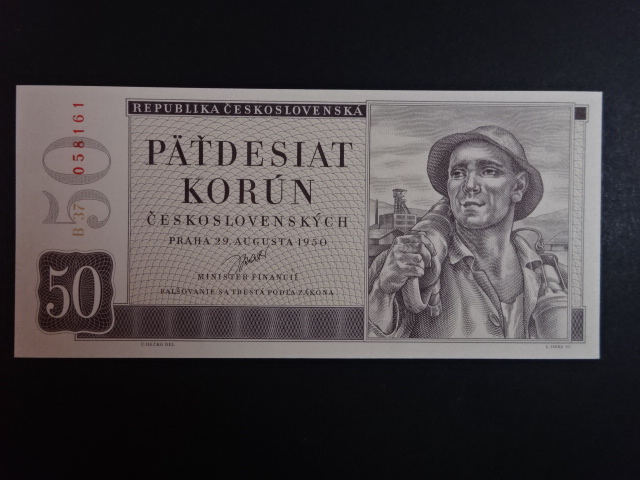 REPUBLIKA ČESKOSLOVENSKÁ
50
B 37 058161
PÄŤDESIAT
KORÚN
ČESKOSLOVENSKÝCH
PRAHA 29. AUGUSTA 1950
MINISTER FINANCIÍ
FALŠOVANIE SA TRESTÁ PODĽA ZÁKONA
50